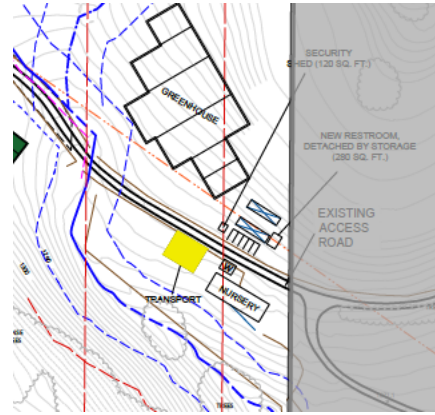 SECURITY
SHED (120 SQ. FT.)
GREENHOUSE
NEW RESTROOM,
DETACHED BY STORAGE
(280 SQ. FT.)
EXISTING
ACCESS
ROAD
W
TRANSPORT
NURSERY